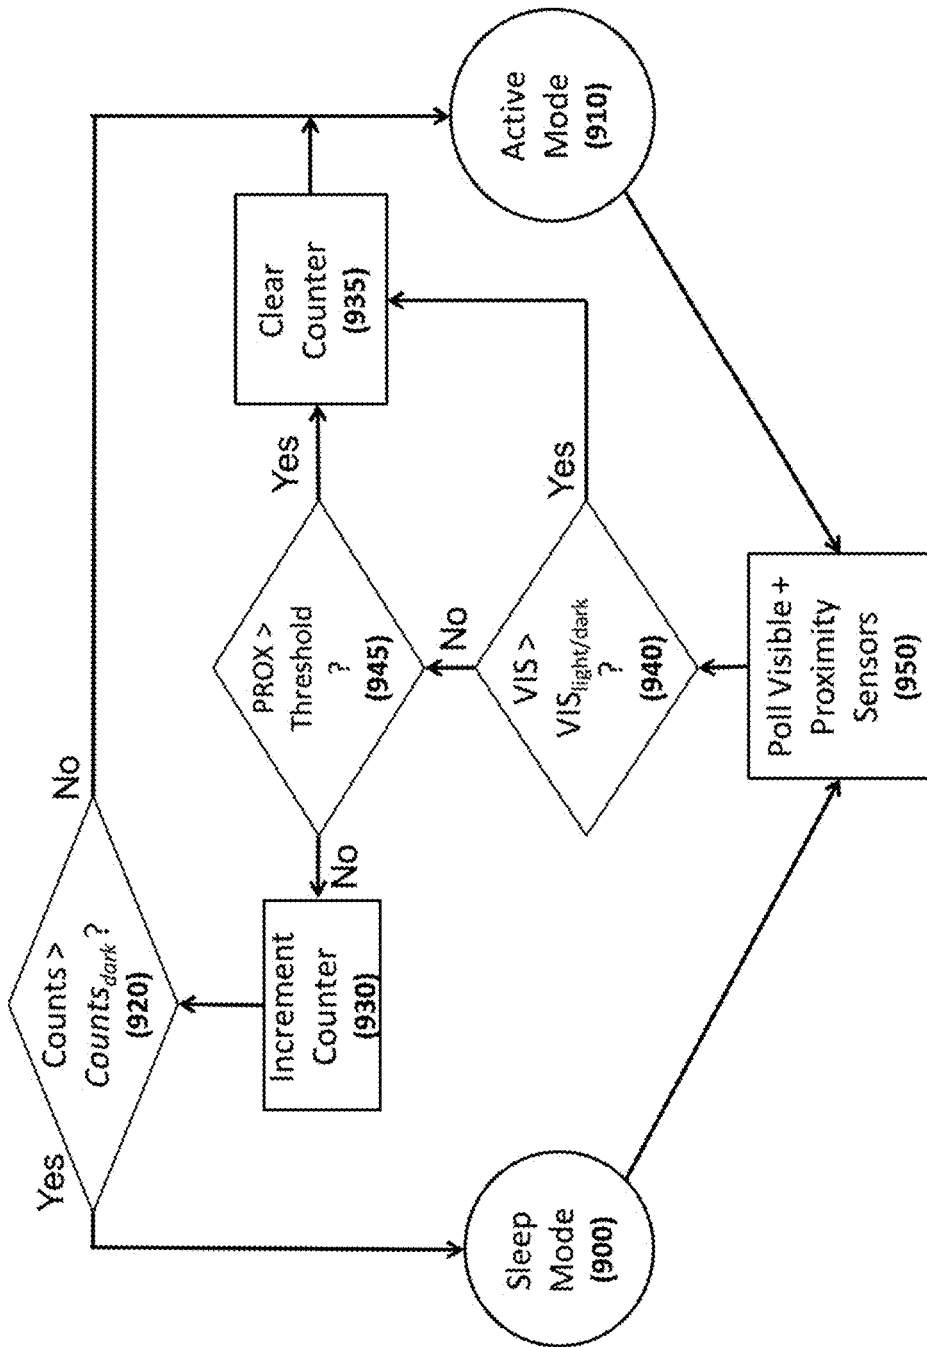 Yes
Counts >
Counts_dark ?
(920)
No
Increment
Counter
(930)
No
PROX >
Threshold
?
(945)
Yes
Clear
Counter
(935)
No
Sleep
Mode
(900)
VIS >
VIS_light/dark
?
(940)
Yes
Active
Mode
(910)
Poll Visible +
Proximity
Sensors
(950)